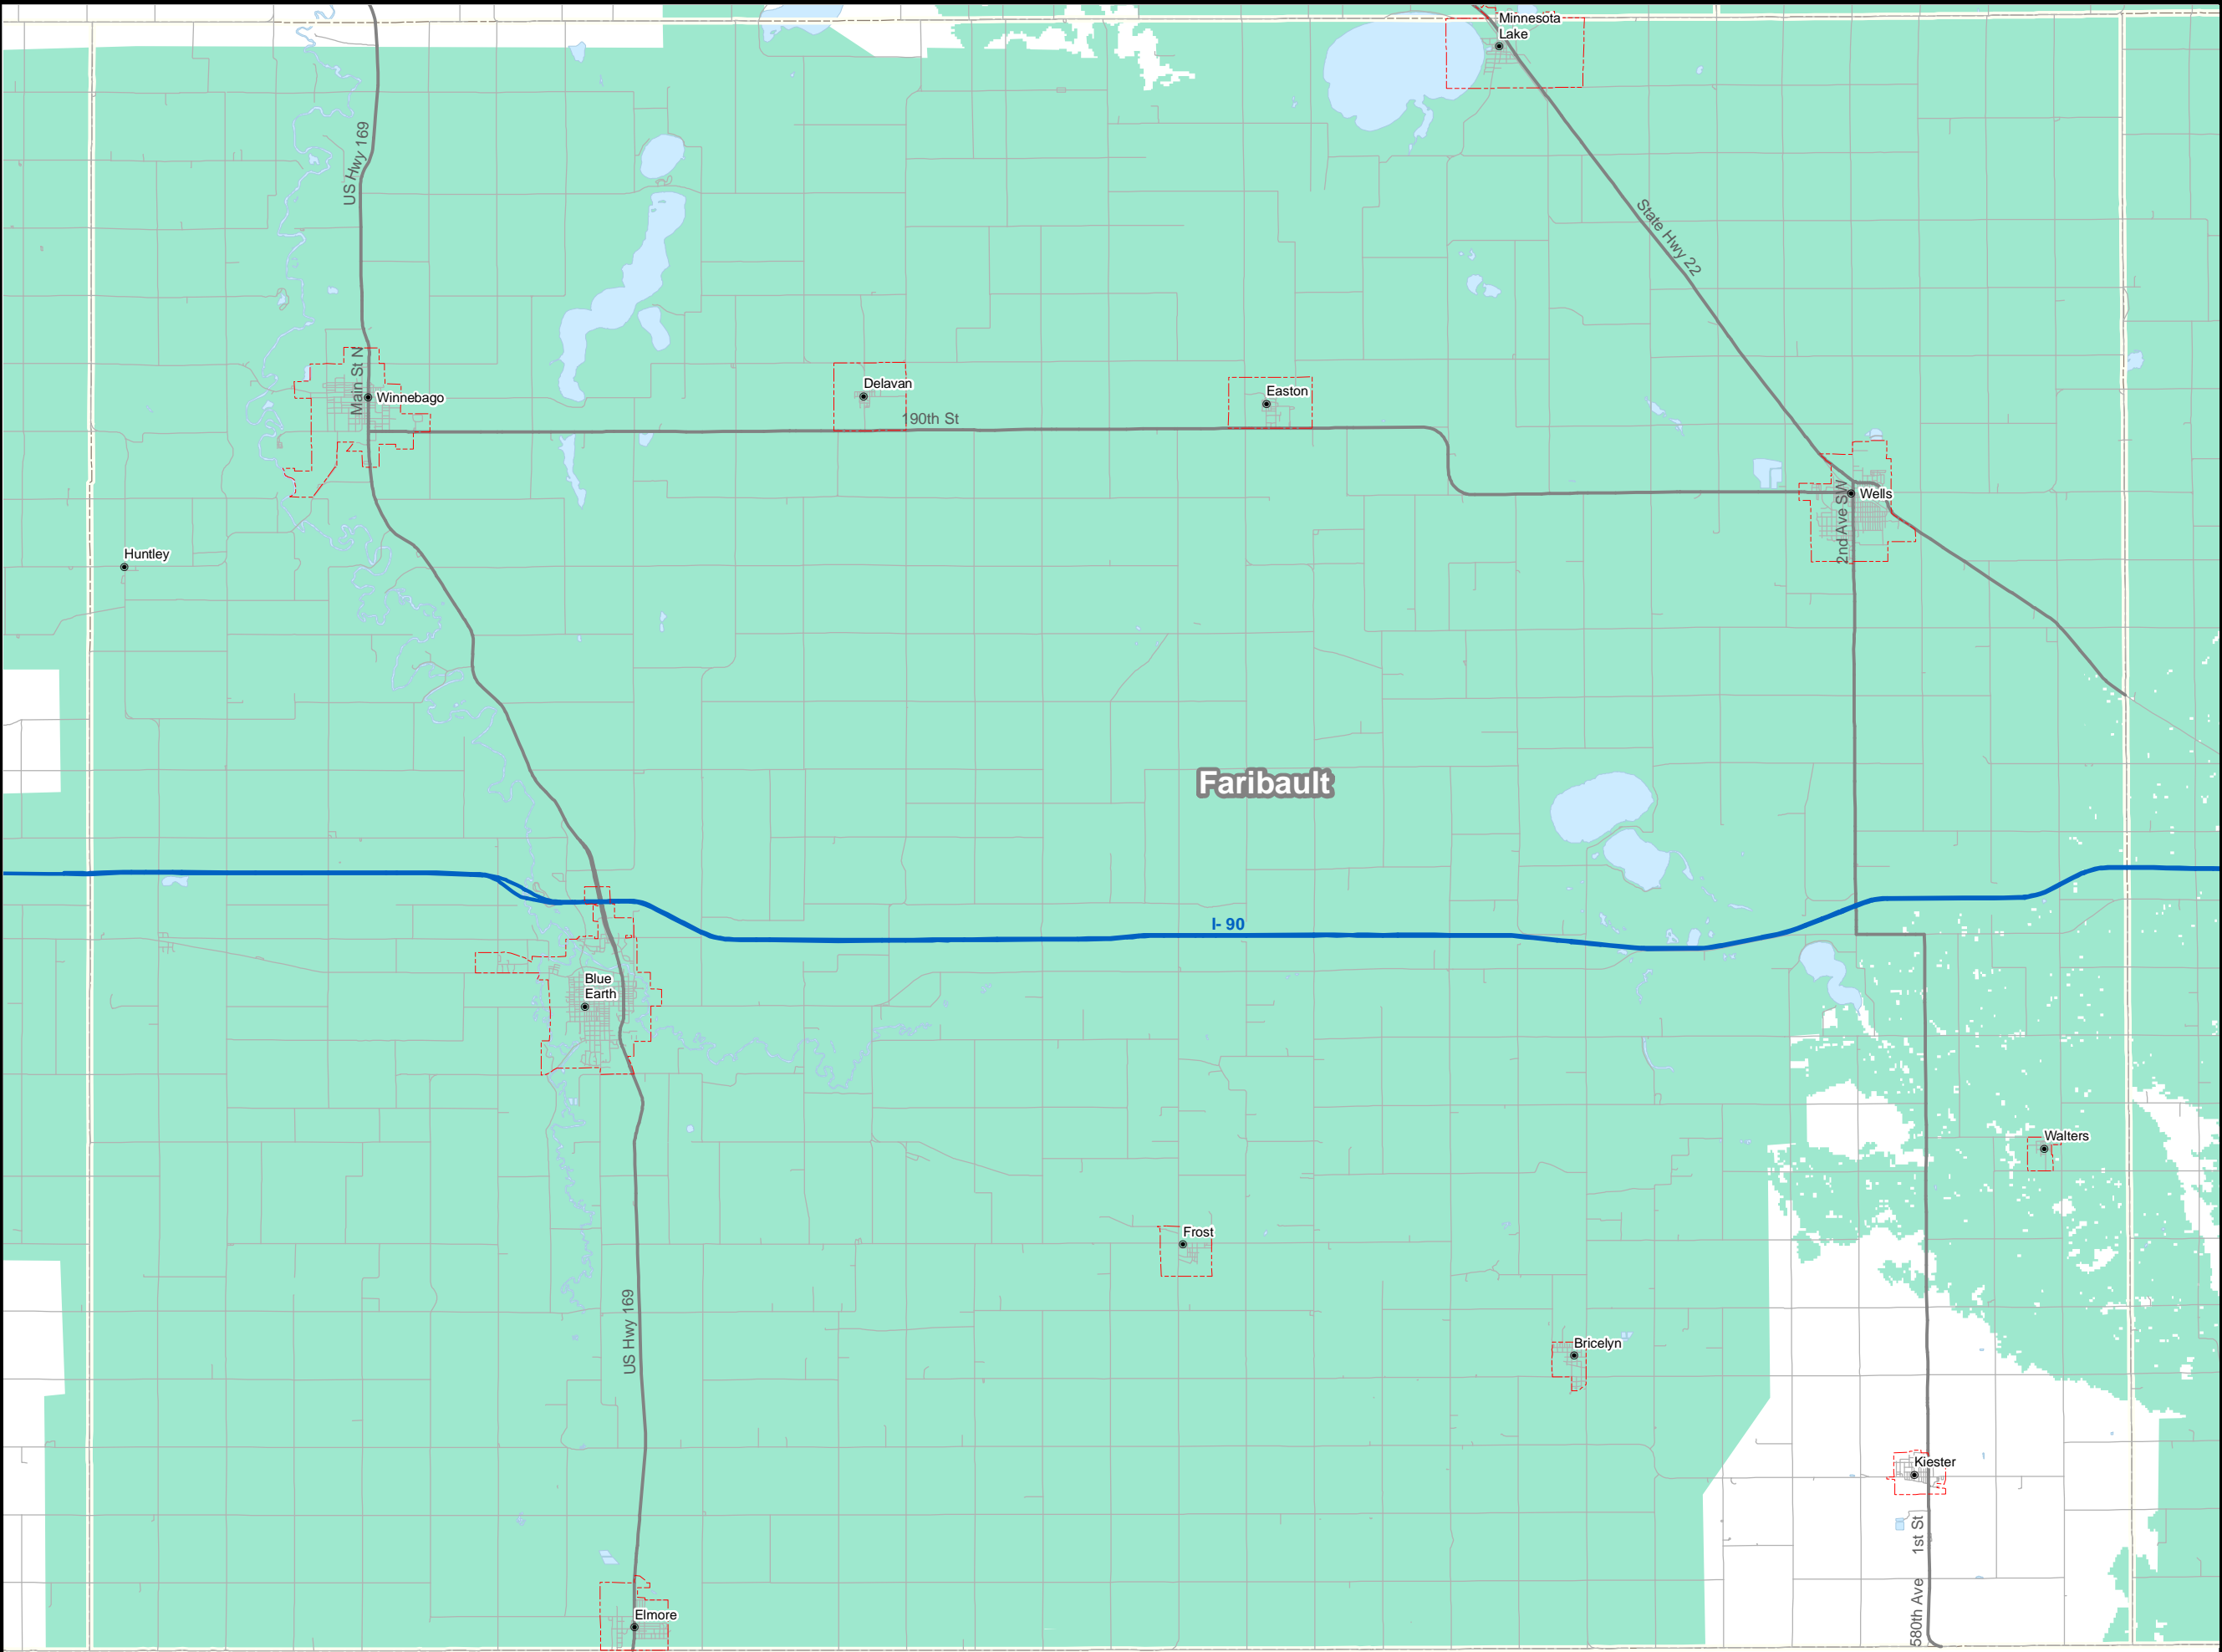 Minnesota
Lake
US Hwy 169
State Hwy 22
Main St N
Winnebago
Delavan
190th St
Easton
Wells
2nd Ave SW
Huntley
Faribault
I- 90
Blue
Earth
Walters
Frost
US Hwy 169
Bricelyn
Kiester
1st St
580th Ave
Elmore